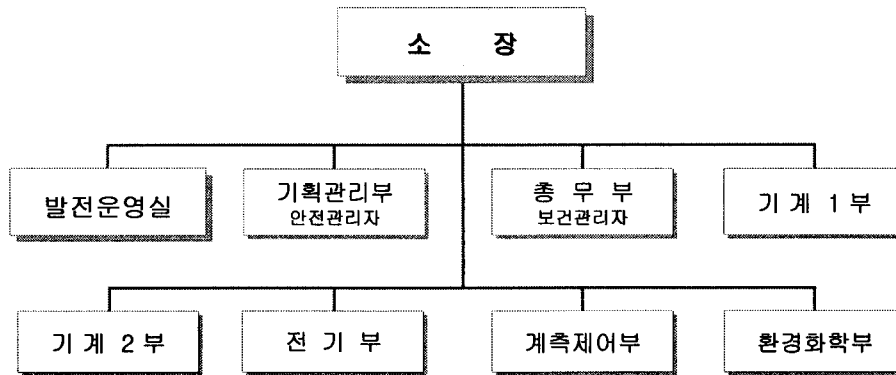 소 장
발전운영실
기획관리부
안전관리자
총 무 부
보건관리자
기 계 1 부
기 계 2 부
전 기 부
계측제어부
환경화학부